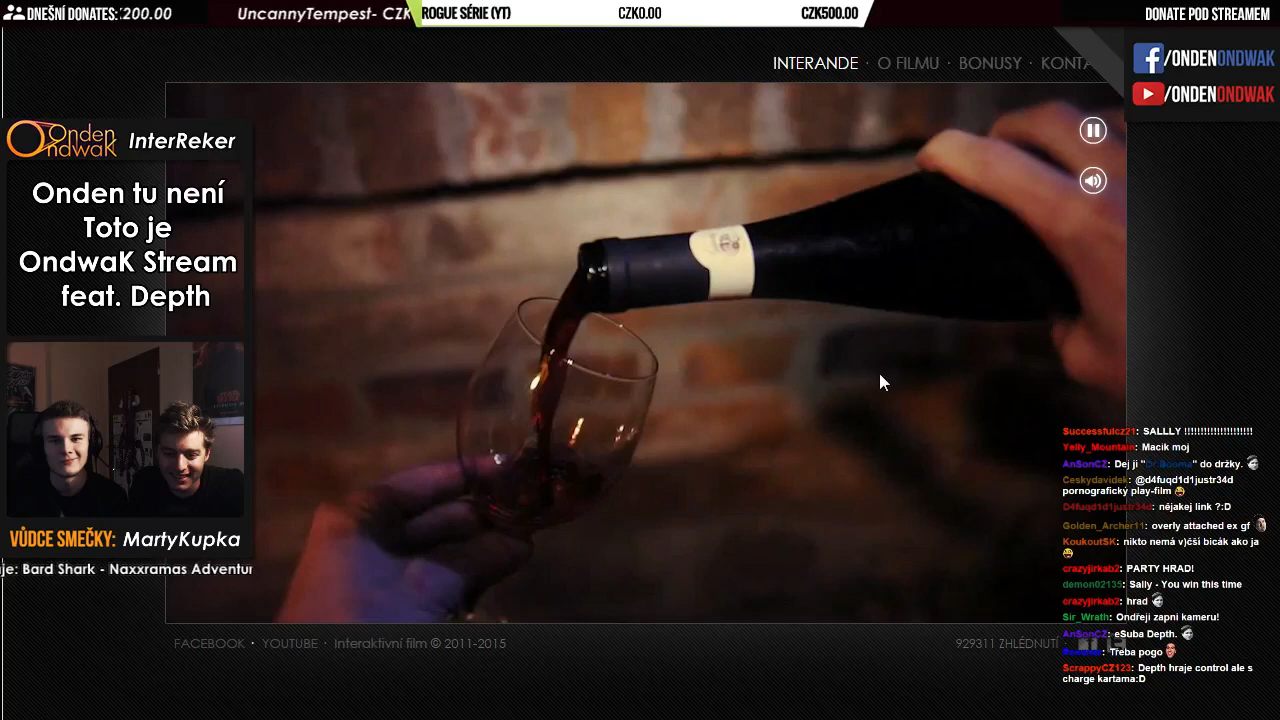 DNEŠNÍ DONATES:
200.00
UncannyTempest- CZK
ROGUE SÉRIE (YT)
CZK0.00
CZK500.00
DONATE POD STREAMEM
INTERANDE · O FILMU · BONUSY ·
/ONDENONDWAK
/ONDENONDWAK
Onden
OndwaK
InterReker
Onden tu není
Toto je
OndwaK Stream
feat. Depth
VŮDCE SMEČKY: MartyKupka
je: Bard Shark - Naxxramas Adventur
FACEBOOK · YOUTUBE · Interaktivní film © 2011-2015
929311 ZHLÉDNUTÍ
Successfulcz21: SALLLY !!!!!!!!!!!!!!!!!!!!!
Yelly_Mountain: Macik moj
AnSonCZ: Dej ji "Dr.Booma" do držky.
Ceskydavidek: @d4fuqd1d1justr34d
pornografický play-film
D4fuqd1d1justr34d: nějakej link ?:D
Golden_Archer11: overly attached ex gf
KoukoutSK: nikto nemá v)čší bicák ako ja
crazyjirkab2: PARTY HRAD!
demon02135: Sally - You win this time
crazyjirkab2: hrad
Sir_Wrath: Ondřeji zapni kameru!
AnSonCZ: eSuba Depth.
Třeba pogo
ScrappyCZ123: Depth hraje control ale s
charge kartama:D